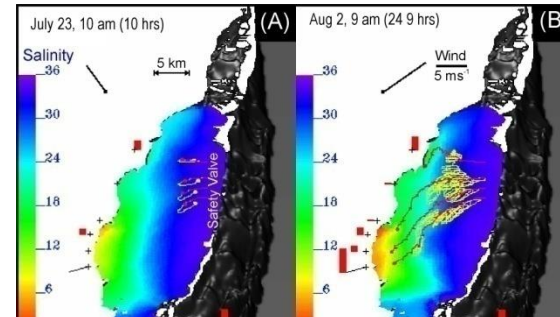 July 23, 10 am (10 hrs)
(A)
Salinity
5 km
36
30
24
18
12
6
Safety Valve
Aug 2, 9 am (24 9 hrs)
(B)
Wind
5 ms⁻¹
36
30
24
18
12
6